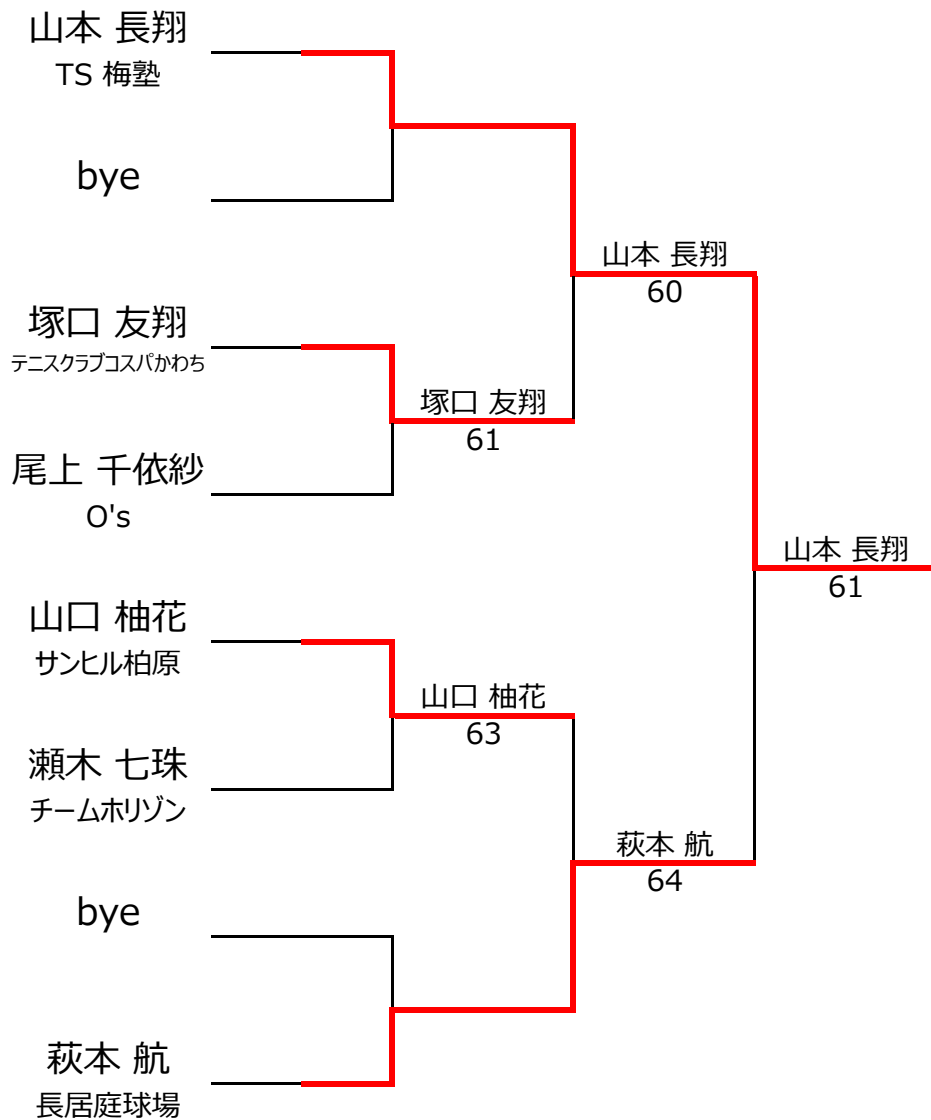 山本 長翔
TS 梅塾
bye
山本 長翔
60
塚口 友翔
テニスクラブコスパかわち
塚口 友翔
61
尾上 千依紗
O's
山本 長翔
61
山口 柚花
サンヒル柏原
山口 柚花
63
瀬木 七珠
チームホリゾン
萩本 航
64
bye
萩本 航
長居庭球場